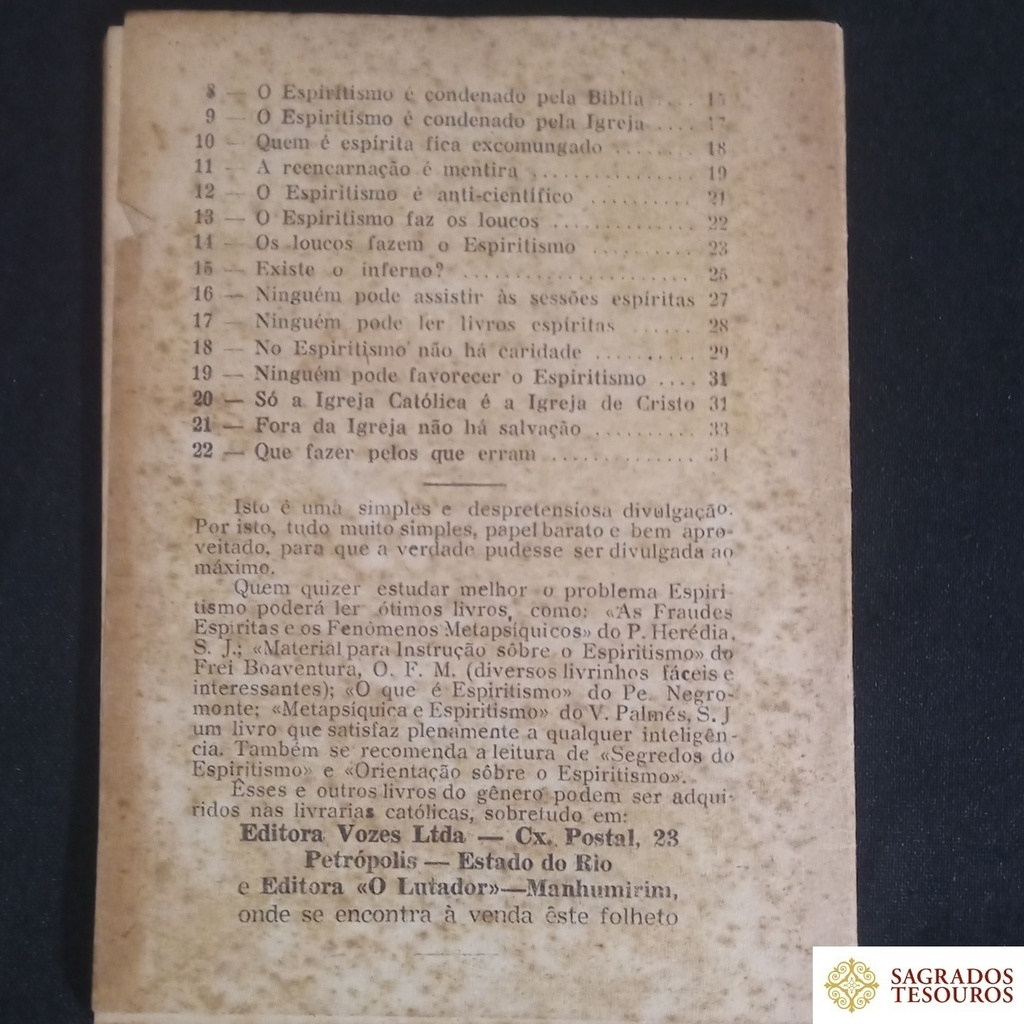 8 — O Espiritismo é condenado pela Bíblia .... 15
9 — O Espiritismo é condenado pela Igreja .... 17
10 — Quem é espírita fica excomungado ........ 18
11 - A reencarnação é mentira ................ 19
12 — O Espiritismo é anti-científico .......... 21
13 — O Espiritismo faz os loucos .............. 22
14 — Os loucos fazem o Espiritismo .......... 23
15 — Existe o inferno? ...................... 25
16 — Ninguém pode assistir às sessões espíritas 27
17 — Ninguém pode ler livros espíritas ...... 28
18 — No Espiritismo não há caridade .......... 29
19 — Ninguém pode favorecer o Espiritismo .... 31
20 — Só a Igreja Católica é a Igreja de Cristo 31
21 — Fora da Igreja não há salvação .......... 33
22 — Que fazer pelos que erram .............. 34
Isto é uma simples e despretensiosa divulgação.
Por isto, tudo muito simples, papel barato e bem apro-
veitado, para que a verdade pudesse ser divulgada ao
máximo.
Quem quizer estudar melhor o problema Espiri-
tismo poderá ler ótimos livros, como: «As Fraudes
Espíritas e os Fenómenos Metapsíquicos» do P. Herédia,
S. J.; «Material para Instrução sôbre o Espiritismo» do
Frei Boaventura, O. F. M. (diversos livrinhos fáceis e
interessantes); «O que é Espiritismo» do Pe. Negro-
monte; «Metapsíquica e Espiritismo» do V. Palmés, S. J
um livro que satisfaz plenamente a qualquer inteligên-
cia. Também se recomenda a leitura de «Segredos do
Espiritismo» e «Orientação sôbre o Espiritismo».
Êsses e outros livros do gênero podem ser adqui-
ridos nas livrarias católicas, sobretudo em:
Editora Vozes Ltda — Cx. Postal, 23
Petrópolis — Estado do Rio
e Editora «O Lutador»—Manhumirim,
onde se encontra à venda êste folheto
SAGRADOS
TESOUROS